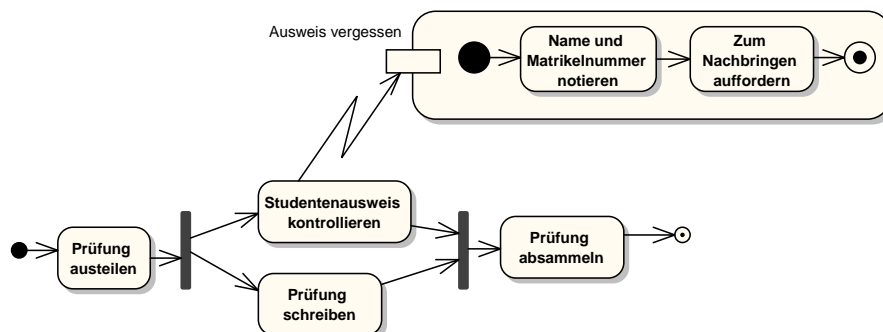 Ausweis vergessen
Name und
Matrikelnummer
notieren
Zum
Nachbringen
auffordern
Prüfung
austeilen
Studentenausweis
kontrollieren
Prüfung
schreiben
Prüfung
absammeln